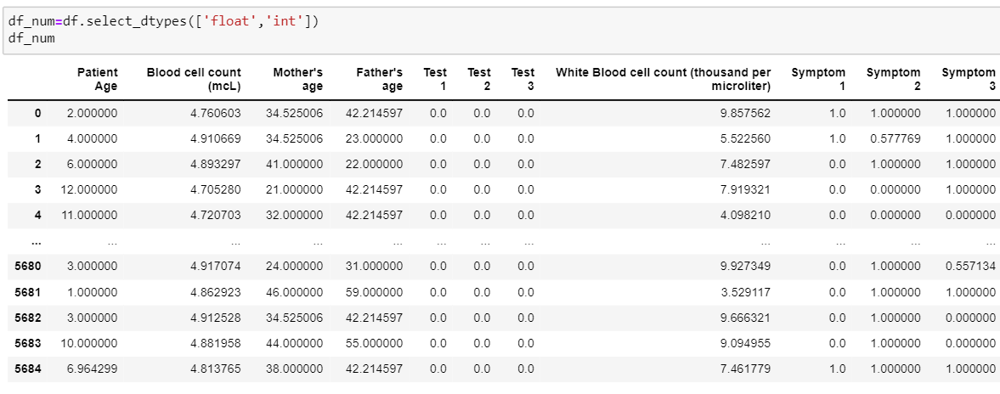 df_num=df.select_dtypes(['float','int'])
df_num
Patient Age Blood cell count (mcL) Mother's age Father's age Test 1 Test 2 Test 3 White Blood cell count (thousand per microliter) Symptom 1 Symptom 2 Symptom 3
0 2.000000 4.760603 34.525006 42.214597 0.0 0.0 0.0 9.857562 1.0 1.000000 1.000000
1 4.000000 4.910669 34.525006 23.000000 0.0 0.0 0.0 5.522560 1.0 0.577769 1.000000
2 6.000000 4.893297 41.000000 22.000000 0.0 0.0 0.0 7.482597 0.0 1.000000 1.000000
3 12.000000 4.705280 21.000000 42.214597 0.0 0.0 0.0 7.919321 0.0 0.000000 1.000000
4 11.000000 4.720703 32.000000 42.214597 0.0 0.0 0.0 4.098210 0.0 0.000000 0.000000
... ... ... ... ... ... ... ... ... ... ... ...
5680 3.000000 4.917074 24.000000 31.000000 0.0 0.0 0.0 9.927349 0.0 1.000000 0.557134
5681 1.000000 4.862923 46.000000 59.000000 0.0 0.0 0.0 3.529117 0.0 1.000000 1.000000
5682 3.000000 4.912528 34.525006 42.214597 0.0 0.0 0.0 9.666321 0.0 1.000000 0.000000
5683 10.000000 4.881958 44.000000 55.000000 0.0 0.0 0.0 9.094955 0.0 1.000000 0.000000
5684 6.964299 4.813765 38.000000 42.214597 0.0 0.0 0.0 7.461779 1.0 1.000000 1.000000